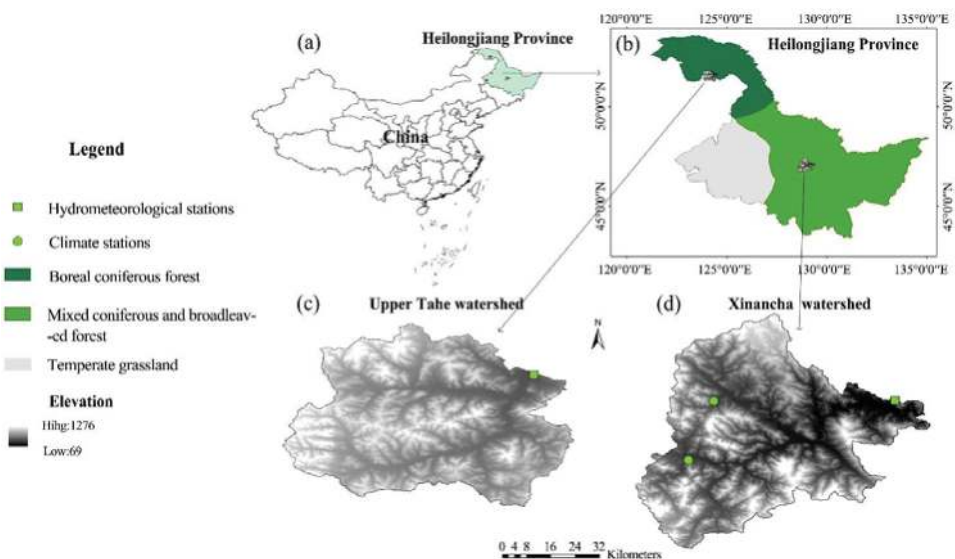 (a)
Heilongjiang Province
China
120°0'0"E 125°0'0"E 130°0'0"E 135°0'0"E
(b)
Heilongjiang Province
50°0'0"N
45°0'0"N
50°0'0"N
45°0'0"N
120°0'0"E 125°0'0"E 130°0'0"E 135°0'0"E
Legend
Hydrometeorological stations
Climate stations
Boreal coniferous forest
Mixed coniferous and broadleav-
-ed forest
Temperate grassland
Elevation
Hihg:1276
Low:69
(c)
Upper Tahe watershed
N
(d)
Xinancha watershed
0 4 8 16 24 32
Kilometers